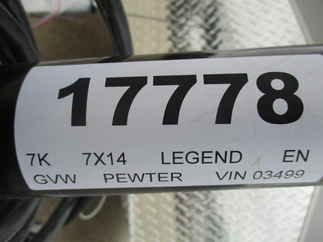 17778
7K 7X14 LEGEND EN
GVW PEWTER VIN 03499